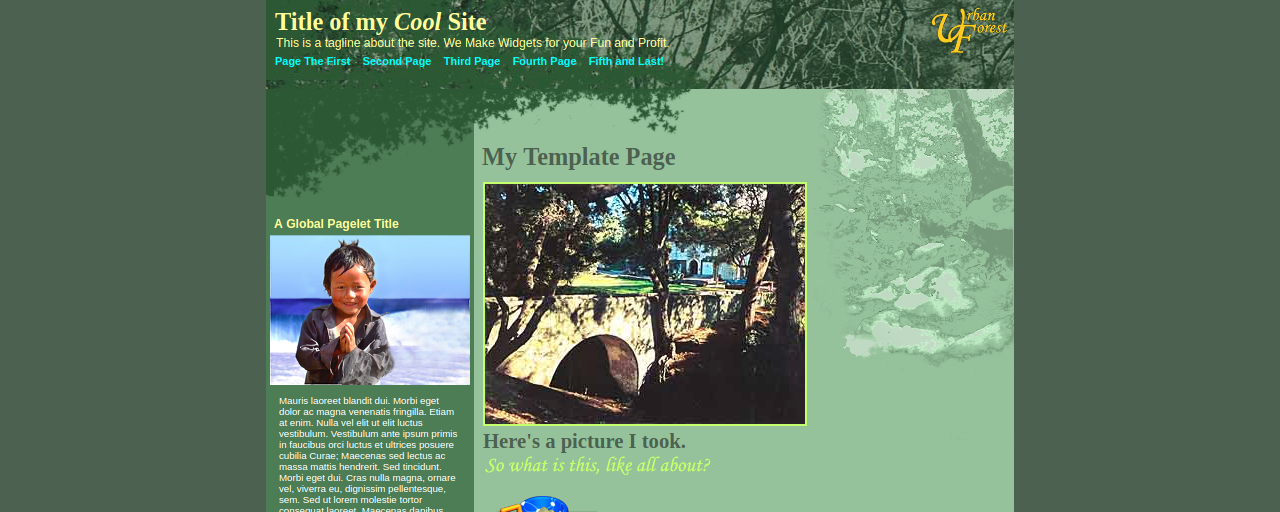 Title of my Cool Site
This is a tagline about the site. We Make Widgets for your Fun and Profit.
Page The First Second Page Third Page Fourth Page Fifth and Last!
Urban
Forest
A Global Pagelet Title
Mauris laoreet blandit dui. Morbi eget
dolor ac magna venenatis fringilla. Etiam
at enim. Nulla vel elit ut elit luctus
vestibulum. Vestibulum ante ipsum primis
in faucibus orci luctus et ultrices posuere
cubilia Curae; Maecenas sed lectus ac
massa mattis hendrerit. Sed tincidunt.
Morbi eget dui. Cras nulla magna, ornare
vel, viverra eu, dignissim pellentesque,
sem. Sed ut lorem molestie tortor
consequat laoreet. Maecenas dapibus
My Template Page
Here's a picture I took.
So what is this, like all about?